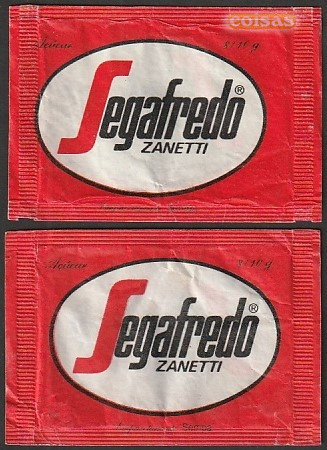 coisas
Açúcar 8/10 g
Segafredo®
ZANETTI
Açúcar 8/10 g
Segafredo®
ZANETTI